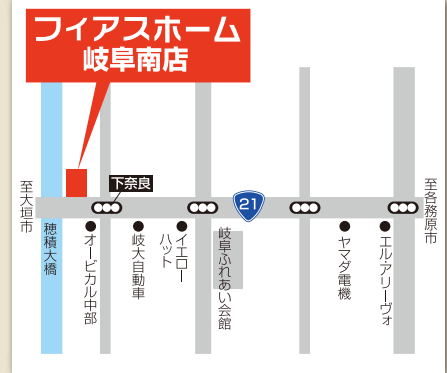 フィアスホーム
岐阜南店
下奈良
21
至大垣市
至各務原市
穂積大橋
オービカル中部
岐大自動車
イエロー
ハット
岐阜ふれあい会館
ヤマダ電機
エル・アリーヴォ